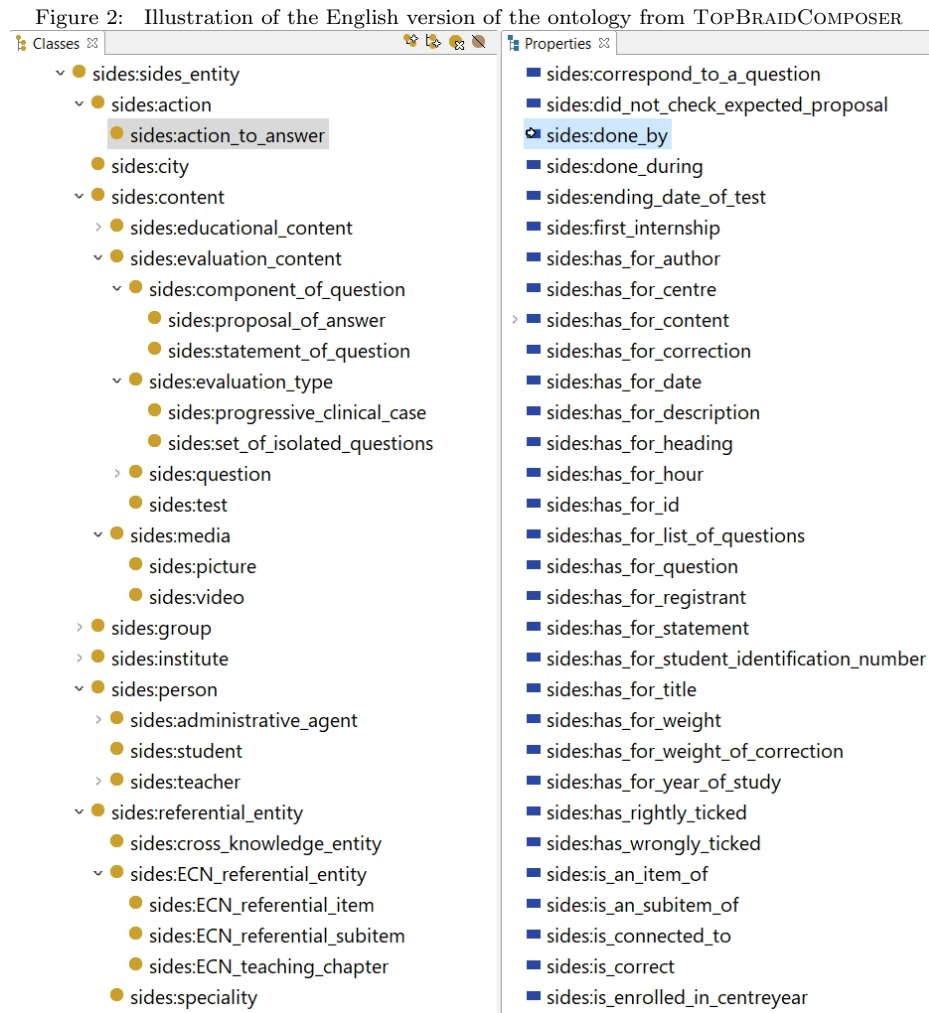 Figure 2: Illustration of the English version of the ontology from TOPBRAIDCOMPOSER
Classes
sides:sides_entity
sides:action
sides:action_to_answer
sides:city
sides:content
sides:educational_content
sides:evaluation_content
sides:component_of_question
sides:proposal_of_answer
sides:statement_of_question
sides:evaluation_type
sides:progressive_clinical_case
sides:set_of_isolated_questions
sides:question
sides:test
sides:media
sides:picture
sides:video
sides:group
sides:institute
sides:person
sides:administrative_agent
sides:student
sides:teacher
sides:referential_entity
sides:cross_knowledge_entity
sides:ECN_referential_entity
sides:ECN_referential_item
sides:ECN_referential_subitem
sides:ECN_teaching_chapter
sides:speciality
Properties
sides:correspond_to_a_question
sides:did_not_check_expected_proposal
sides:done_by
sides:done_during
sides:ending_date_of_test
sides:first_internship
sides:has_for_author
sides:has_for_centre
sides:has_for_content
sides:has_for_correction
sides:has_for_date
sides:has_for_description
sides:has_for_heading
sides:has_for_hour
sides:has_for_id
sides:has_for_list_of_questions
sides:has_for_question
sides:has_for_registrant
sides:has_for_statement
sides:has_for_student_identification_number
sides:has_for_title
sides:has_for_weight
sides:has_for_weight_of_correction
sides:has_for_year_of_study
sides:has_rightly_ticked
sides:has_wrongly_ticked
sides:is_an_item_of
sides:is_an_subitem_of
sides:is_connected_to
sides:is_correct
sides:is_enrolled_in_centreyear